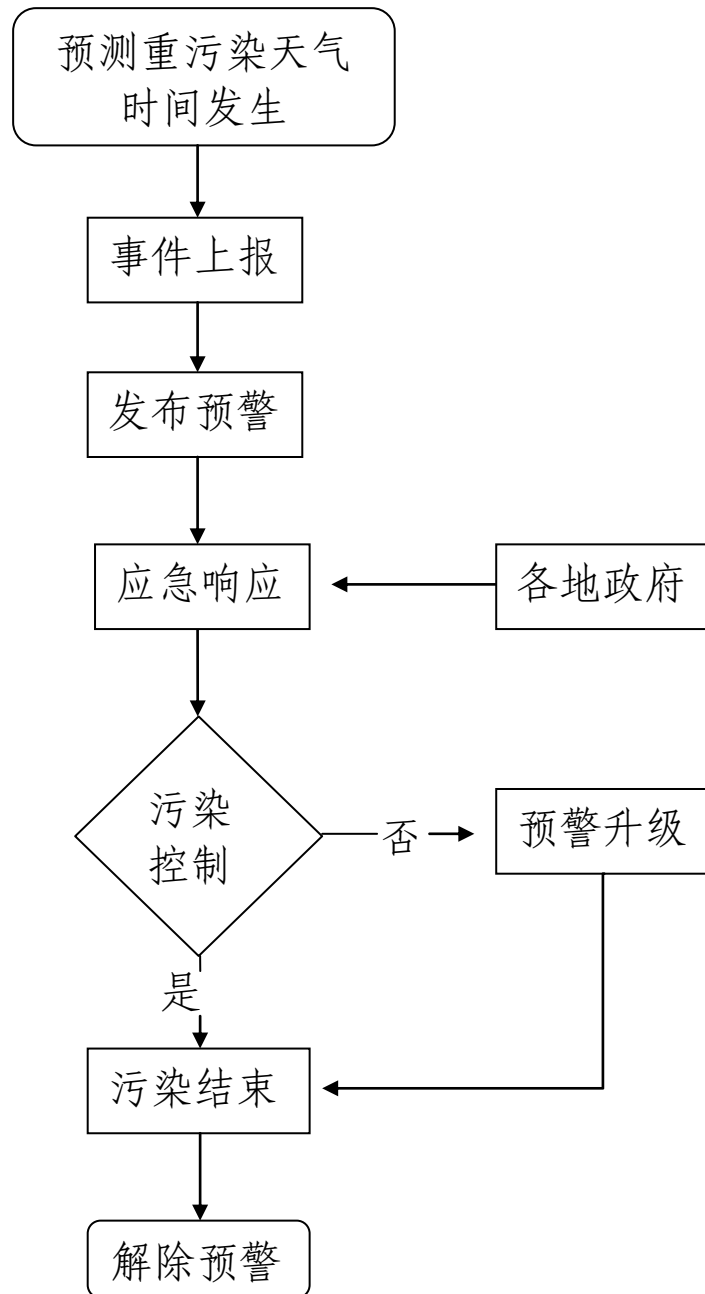 预测重污染天气
时间发生
事件上报
发布预警
应急响应
各地政府
污染
控制
否
预警升级
是
污染结束
解除预警